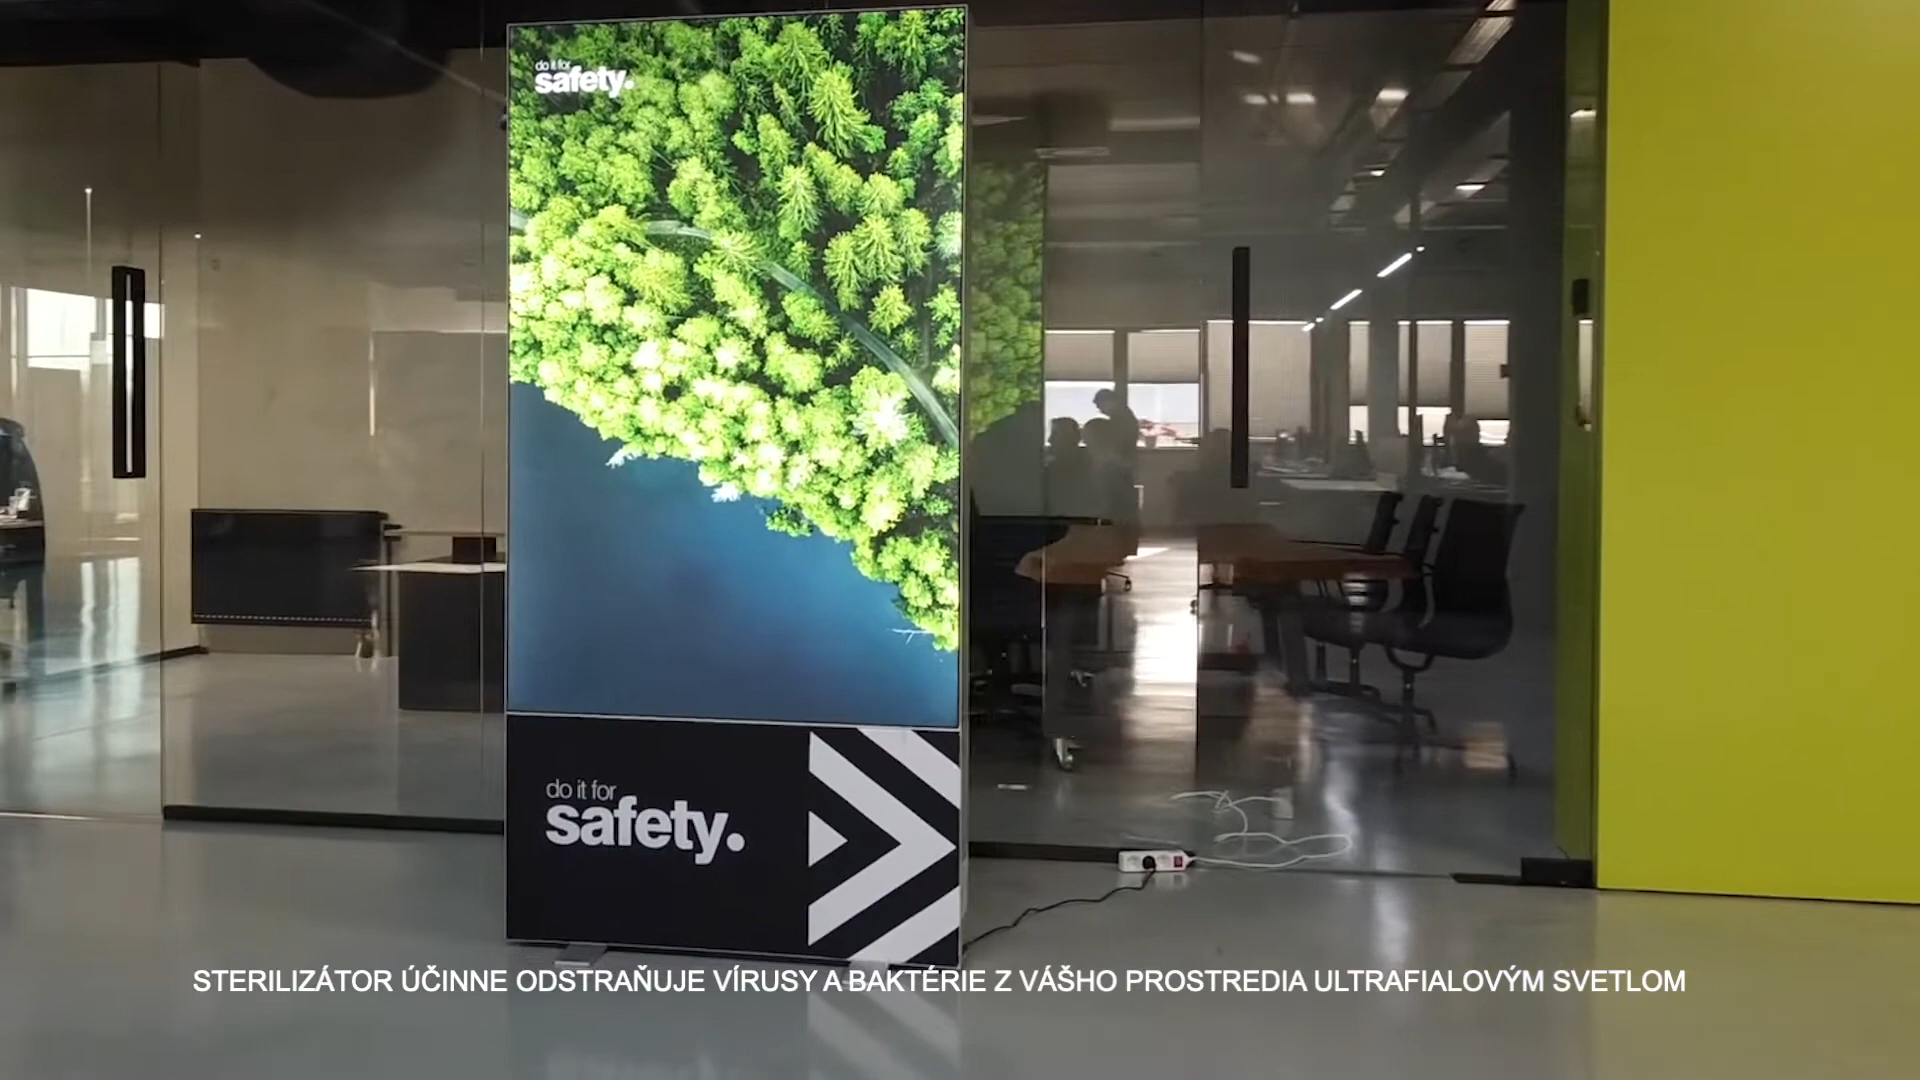 do it for
safety.
do it for
safety.
STERILIZÁTOR ÚČINNE ODSTRAŇUJE VÍRUSY A BAKTÉRIE Z VÁŠHO PROSTREDIA ULTRAFIALOVÝM SVETLOM